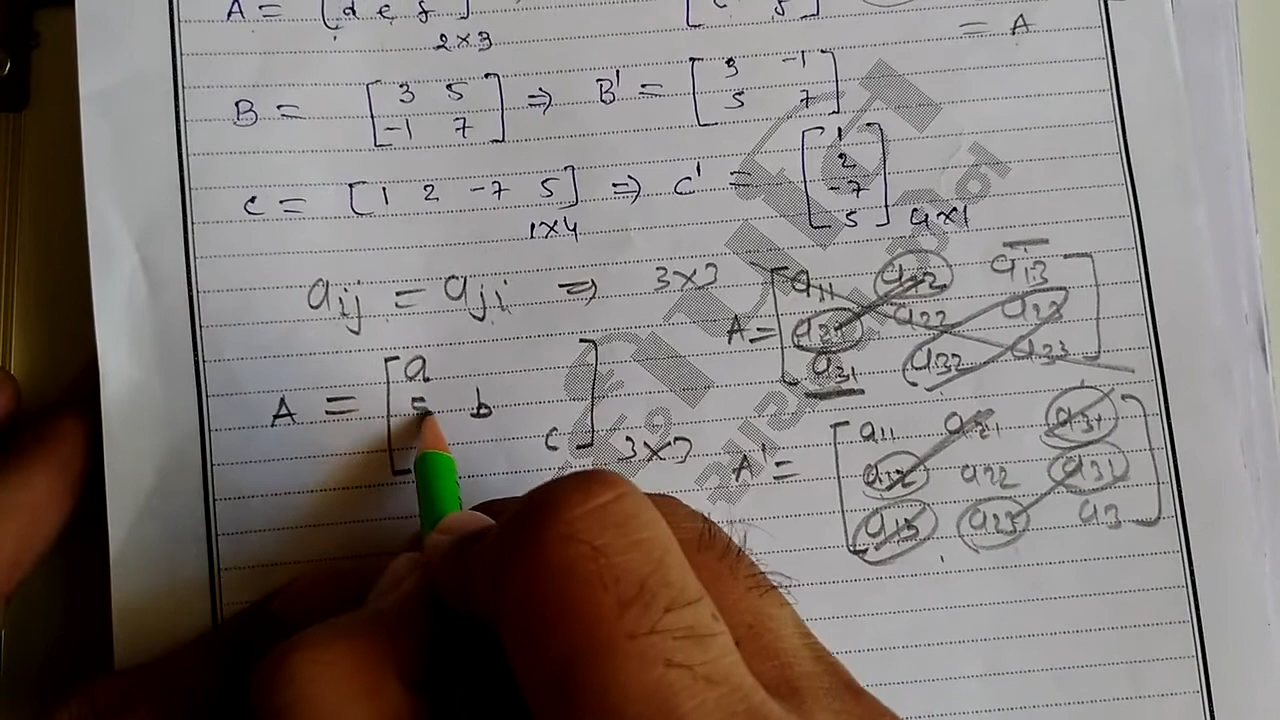 A = [d e f] 2×3
= A
B = [3 5 ⇒ B' = [3 -1
-1 7] 5 7]
C = [1 2 -7 5] 1×4 ⇒ C' = [1
2
-7
5] 4×1
aij = aji ⇒ 3×3
A = [a11 a12 a13
a21 a22 a23
a31 a32 a33]
A = [a
5 b
c] 3×3
A' = [a11 a21 a31
a12 a22 a31
a13 a23 a3]